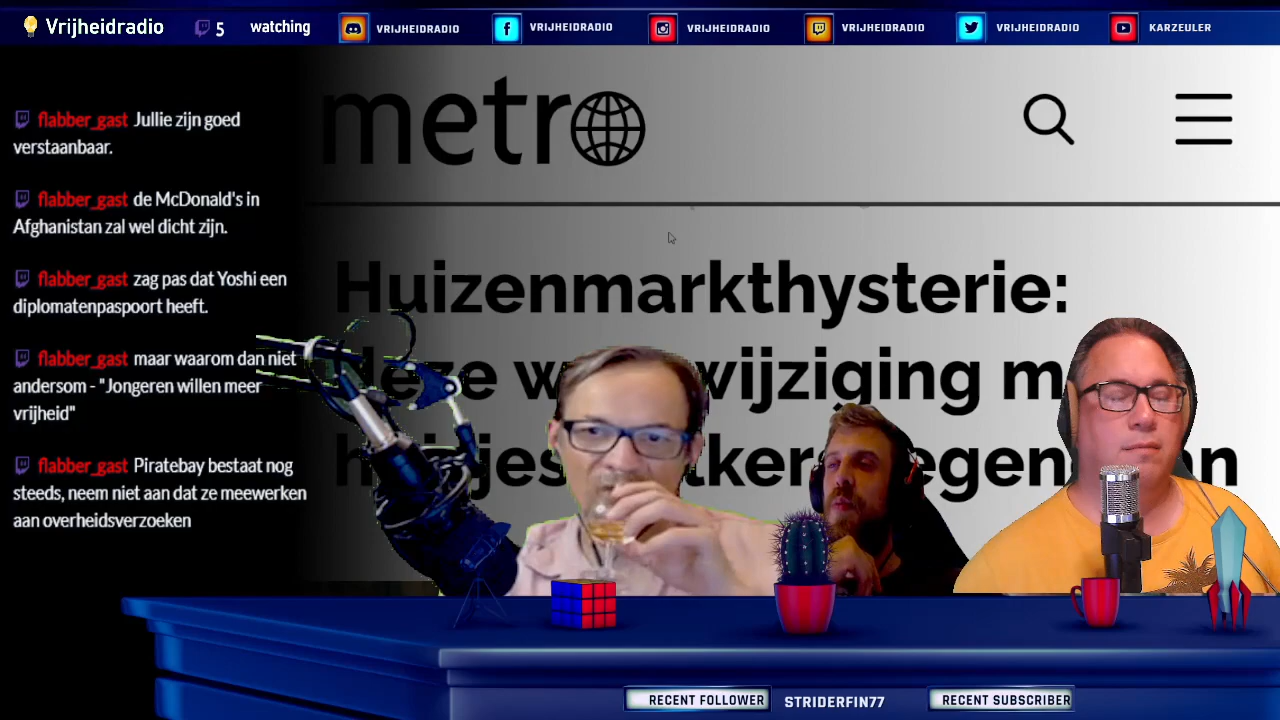 Vrijheidradio
5 watching
VRIJHEIDRADIO
VRIJHEIDRADIO
VRIJHEIDRADIO
VRIJHEIDRADIO
VRIJHEIDRADIO
KARZEULER
flabber_gast Jullie zijn goed
verstaanbaar.
flabber_gast de McDonald's in
Afghanistan zal wel dicht zijn.
flabber_gast zag pas dat Yoshi een
diplomatenpaspoort heeft.
flabber_gast maar waarom dan niet
andersom - "Jongeren willen meer
vrijheid"
flabber_gast Piratebay bestaat nog
steeds, neem niet aan dat ze meewerken
aan overheidsverzoeken
metro
Huizenmarkthysterie:
deze
RECENT FOLLOWER
STRIDERFIN77
RECENT SUBSCRIBER